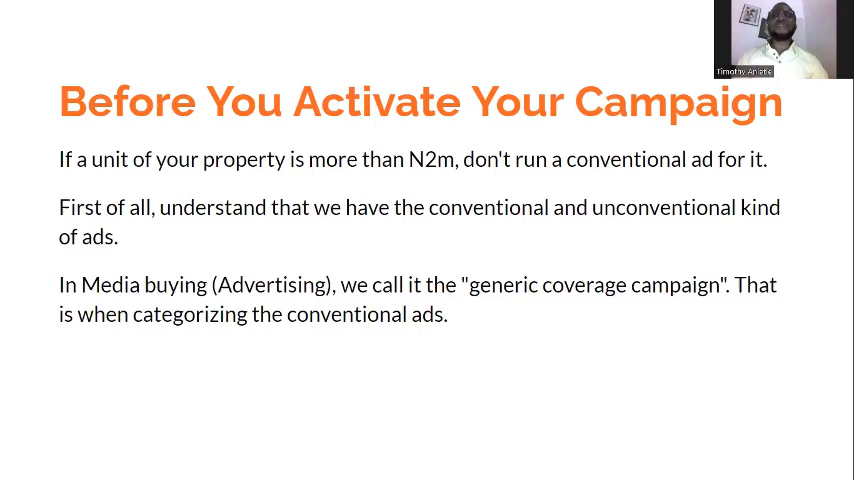 Timothy Anietie
Before You Activate Your Campaign
If a unit of your property is more than N2m, don't run a conventional ad for it.
First of all, understand that we have the conventional and unconventional kind
of ads.
In Media buying (Advertising), we call it the "generic coverage campaign". That
is when categorizing the conventional ads.